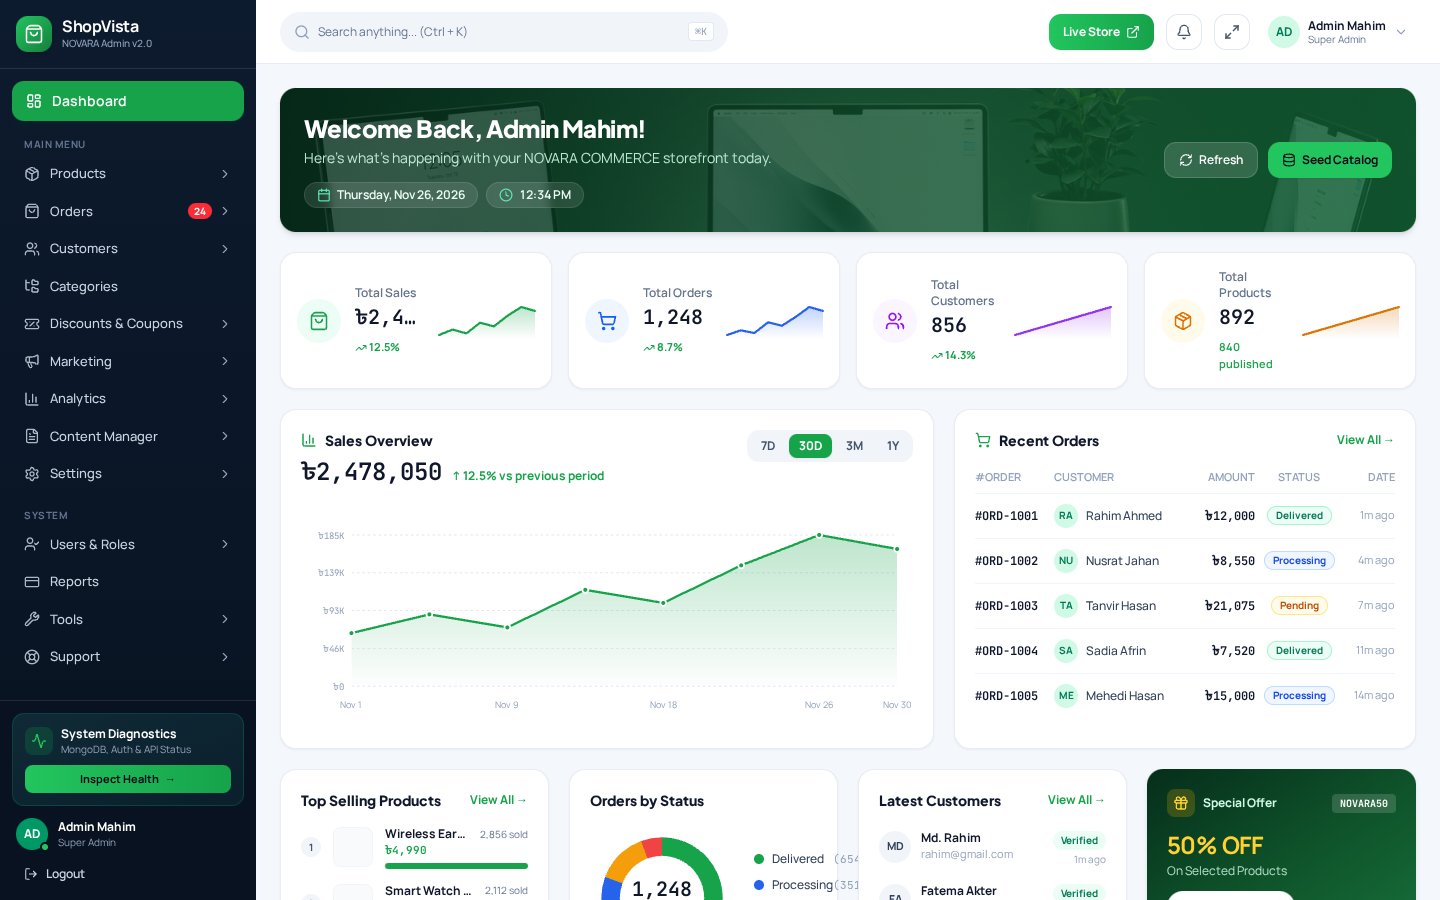 ShopVista
NOVARA Admin v2.0
Dashboard
MAIN MENU
Products
Orders
24
Customers
Categories
Discounts & Coupons
Marketing
Analytics
Content Manager
Settings
SYSTEM
Users & Roles
Reports
Tools
Support
System Diagnostics
MongoDB, Auth & API Status
Inspect Health →
AD
Admin Mahim
Super Admin
Logout
Search anything... (Ctrl + K)
⌘K
Live Store
AD
Admin Mahim
Super Admin
Welcome Back, Admin Mahim!
Here's what's happening with your NOVARA COMMERCE storefront today.
Thursday, Nov 26, 2026
12:34 PM
Refresh
Seed Catalog
Total Sales
৳2,4...
12.5%
Total Orders
1,248
8.7%
Total
Customers
856
14.3%
Total
Products
892
840
published
Sales Overview
৳2,478,050
↑ 12.5% vs previous period
7D
30D
3M
1Y
৳185K
৳139K
৳93K
৳46K
৳0
Nov 1
Nov 9
Nov 18
Nov 26
Nov 30
Recent Orders
View All →
#ORDER CUSTOMER AMOUNT STATUS DATE
#ORD-1001 RA Rahim Ahmed ৳12,000 Delivered 1m ago
#ORD-1002 NU Nusrat Jahan ৳8,550 Processing 4m ago
#ORD-1003 TA Tanvir Hasan ৳21,075 Pending 7m ago
#ORD-1004 SA Sadia Afrin ৳7,520 Delivered 11m ago
#ORD-1005 ME Mehedi Hasan ৳15,000 Processing 14m ago
Top Selling Products
View All →
1
Wireless Ear...
2,856 sold
৳4,990
Smart Watch ...
2,112 sold
Orders by Status
1,248
Delivered (654
Processing (351
Latest Customers
View All →
MD
Md. Rahim
rahim@gmail.com
Verified
1m ago
FA
Fatema Akter
Verified
Special Offer
NOVARA50
50% OFF
On Selected Products